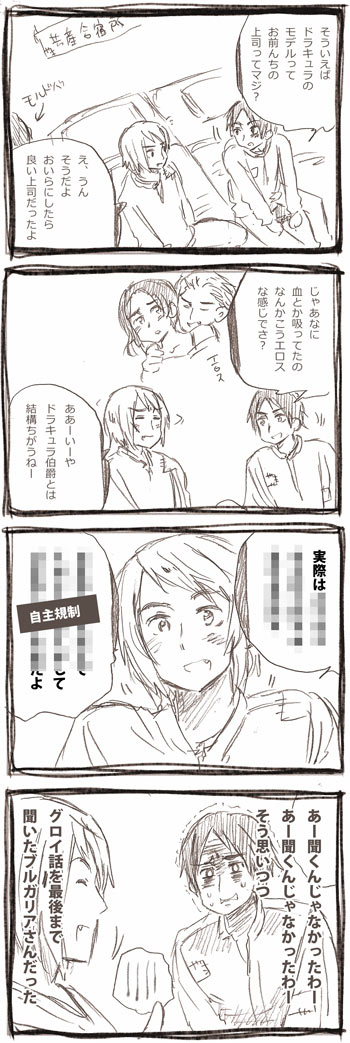 共産合宿所
モルドバ
そういえば
ドラキュラの
モデルって
お前んちの
上司ってマジ？
え、うん
そうだよ
おいらにしたら
良い上司だったよ
じゃあなに
血とか吸ってたの
なんかこうエロス
な感じでさ？
エロス
ああーいーや
ドラキュラ伯爵とは
結構ちがうねー
実際は
自主規制
て
して
だよ
あー聞くんじゃなかったわー
あー聞くんじゃなかったわー
そう思いつつ
グロイ話を最後まで
聞いたブルガリアさんだった